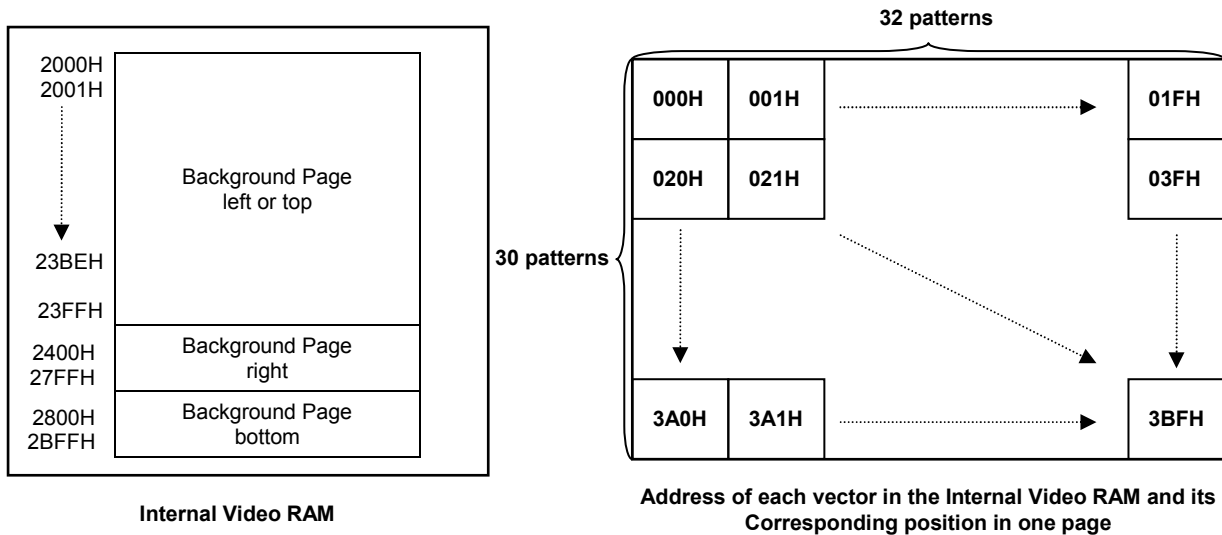 2000H
2001H
Background Page
left or top
23BEH
23FFH
2400H
27FFH
Background Page
right
2800H
2BFFH
Background Page
bottom
Internal Video RAM
32 patterns
30 patterns
000H 001H 01FH
020H 021H 03FH
3A0H 3A1H 3BFH
Address of each vector in the Internal Video RAM and its
Corresponding position in one page